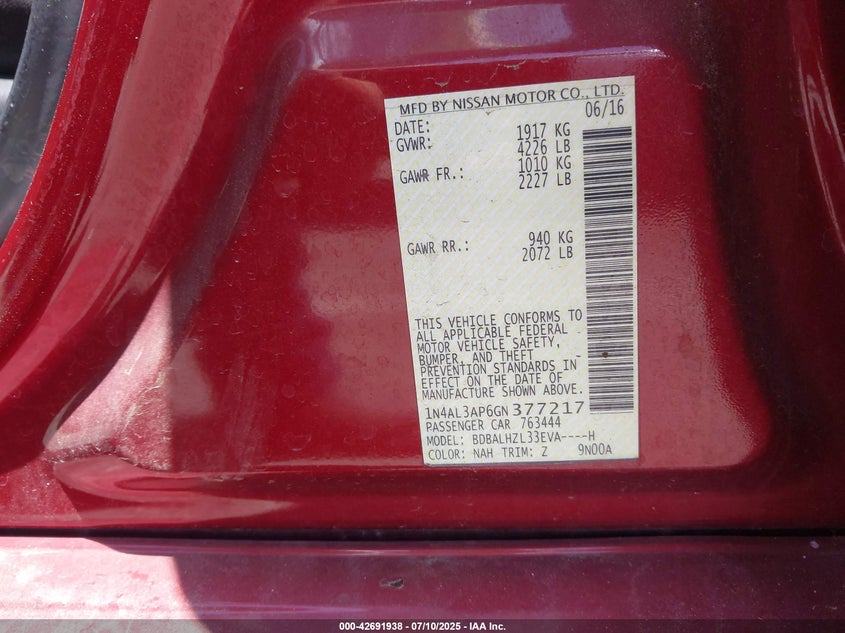 MFD BY NISSAN MOTOR CO., LTD.
DATE: 06/16
GVWR: 1917 KG
4226 LB
GAWR FR.: 1010 KG
2227 LB
GAWR RR.: 940 KG
2072 LB
THIS VEHICLE CONFORMS TO
ALL APPLICABLE FEDERAL
MOTOR VEHICLE SAFETY,
BUMPER, AND THEFT
PREVENTION STANDARDS IN
EFFECT ON THE DATE OF
MANUFACTURE SHOWN ABOVE.
1N4AL3AP6GN377217
PASSENGER CAR 763444
MODEL: BDBALHZL33EVA----H
COLOR: NAH TRIM: Z 9N00A
000-42691938 - 07/10/2025 - IAA Inc.